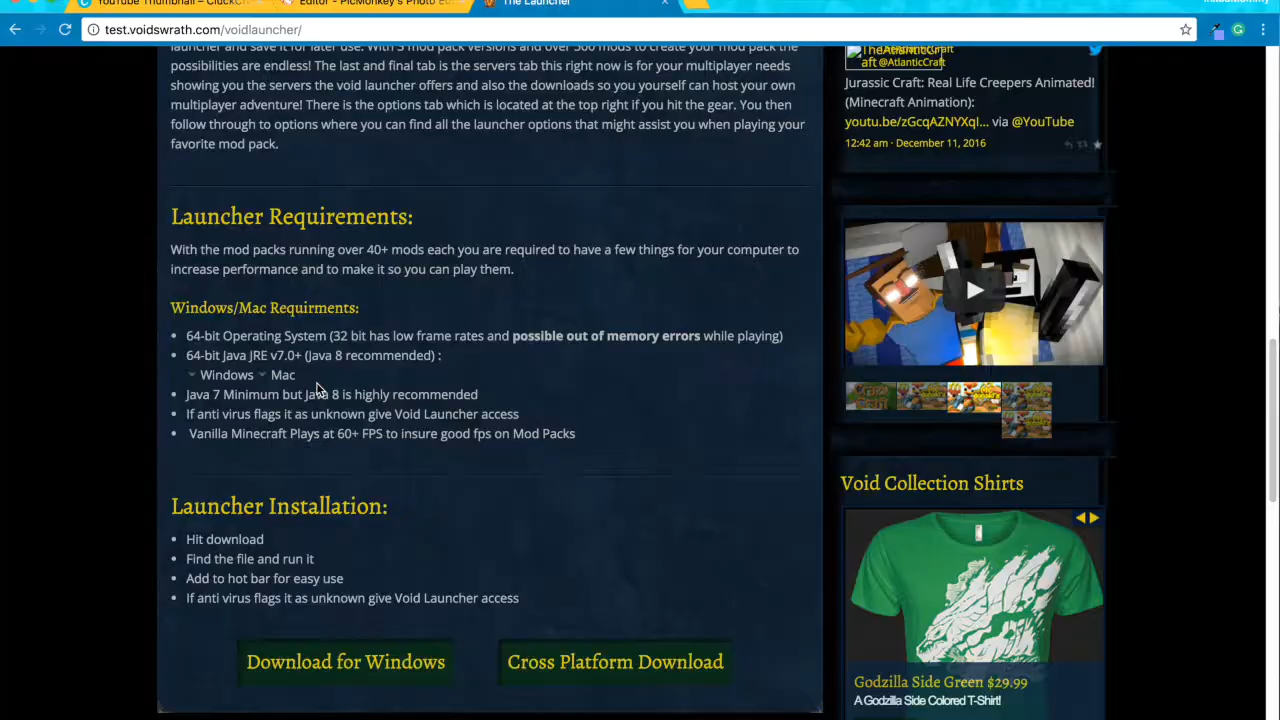 YouTube Thumbnail – CluckC
Editor - PicMonkey's Photo Ed
The Launcher
test.voidswrath.com/voidlauncher/
launcher and save it for later use. With 3 mod pack versions and over 300 mods to create your mod pack the
possibilities are endless! The last and final tab is the servers tab this right now is for your multiplayer needs
showing you the servers the void launcher offers and also the downloads so you yourself can host your own
multiplayer adventure! There is the options tab which is located at the top right if you hit the gear. You then
follow through to options where you can find all the launcher options that might assist you when playing your
favorite mod pack.
Launcher Requirements:
With the mod packs running over 40+ mods each you are required to have a few things for your computer to
increase performance and to make it so you can play them.
Windows/Mac Requirments:
64-bit Operating System (32 bit has low frame rates and possible out of memory errors while playing)
64-bit Java JRE v7.0+ (Java 8 recommended) :
Windows Mac
Java 7 Minimum but Java 8 is highly recommended
If anti virus flags it as unknown give Void Launcher access
Vanilla Minecraft Plays at 60+ FPS to insure good fps on Mod Packs
Launcher Installation:
Hit download
Find the file and run it
Add to hot bar for easy use
If anti virus flags it as unknown give Void Launcher access
Download for Windows
Cross Platform Download
@AtlanticCraft
Jurassic Craft: Real Life Creepers Animated!
(Minecraft Animation):
youtu.be/zGcqAZNYXqI... via @YouTube
12:42 am · December 11, 2016
Void Collection Shirts
Godzilla Side Green $29.99
A Godzilla Side Colored T-Shirt!